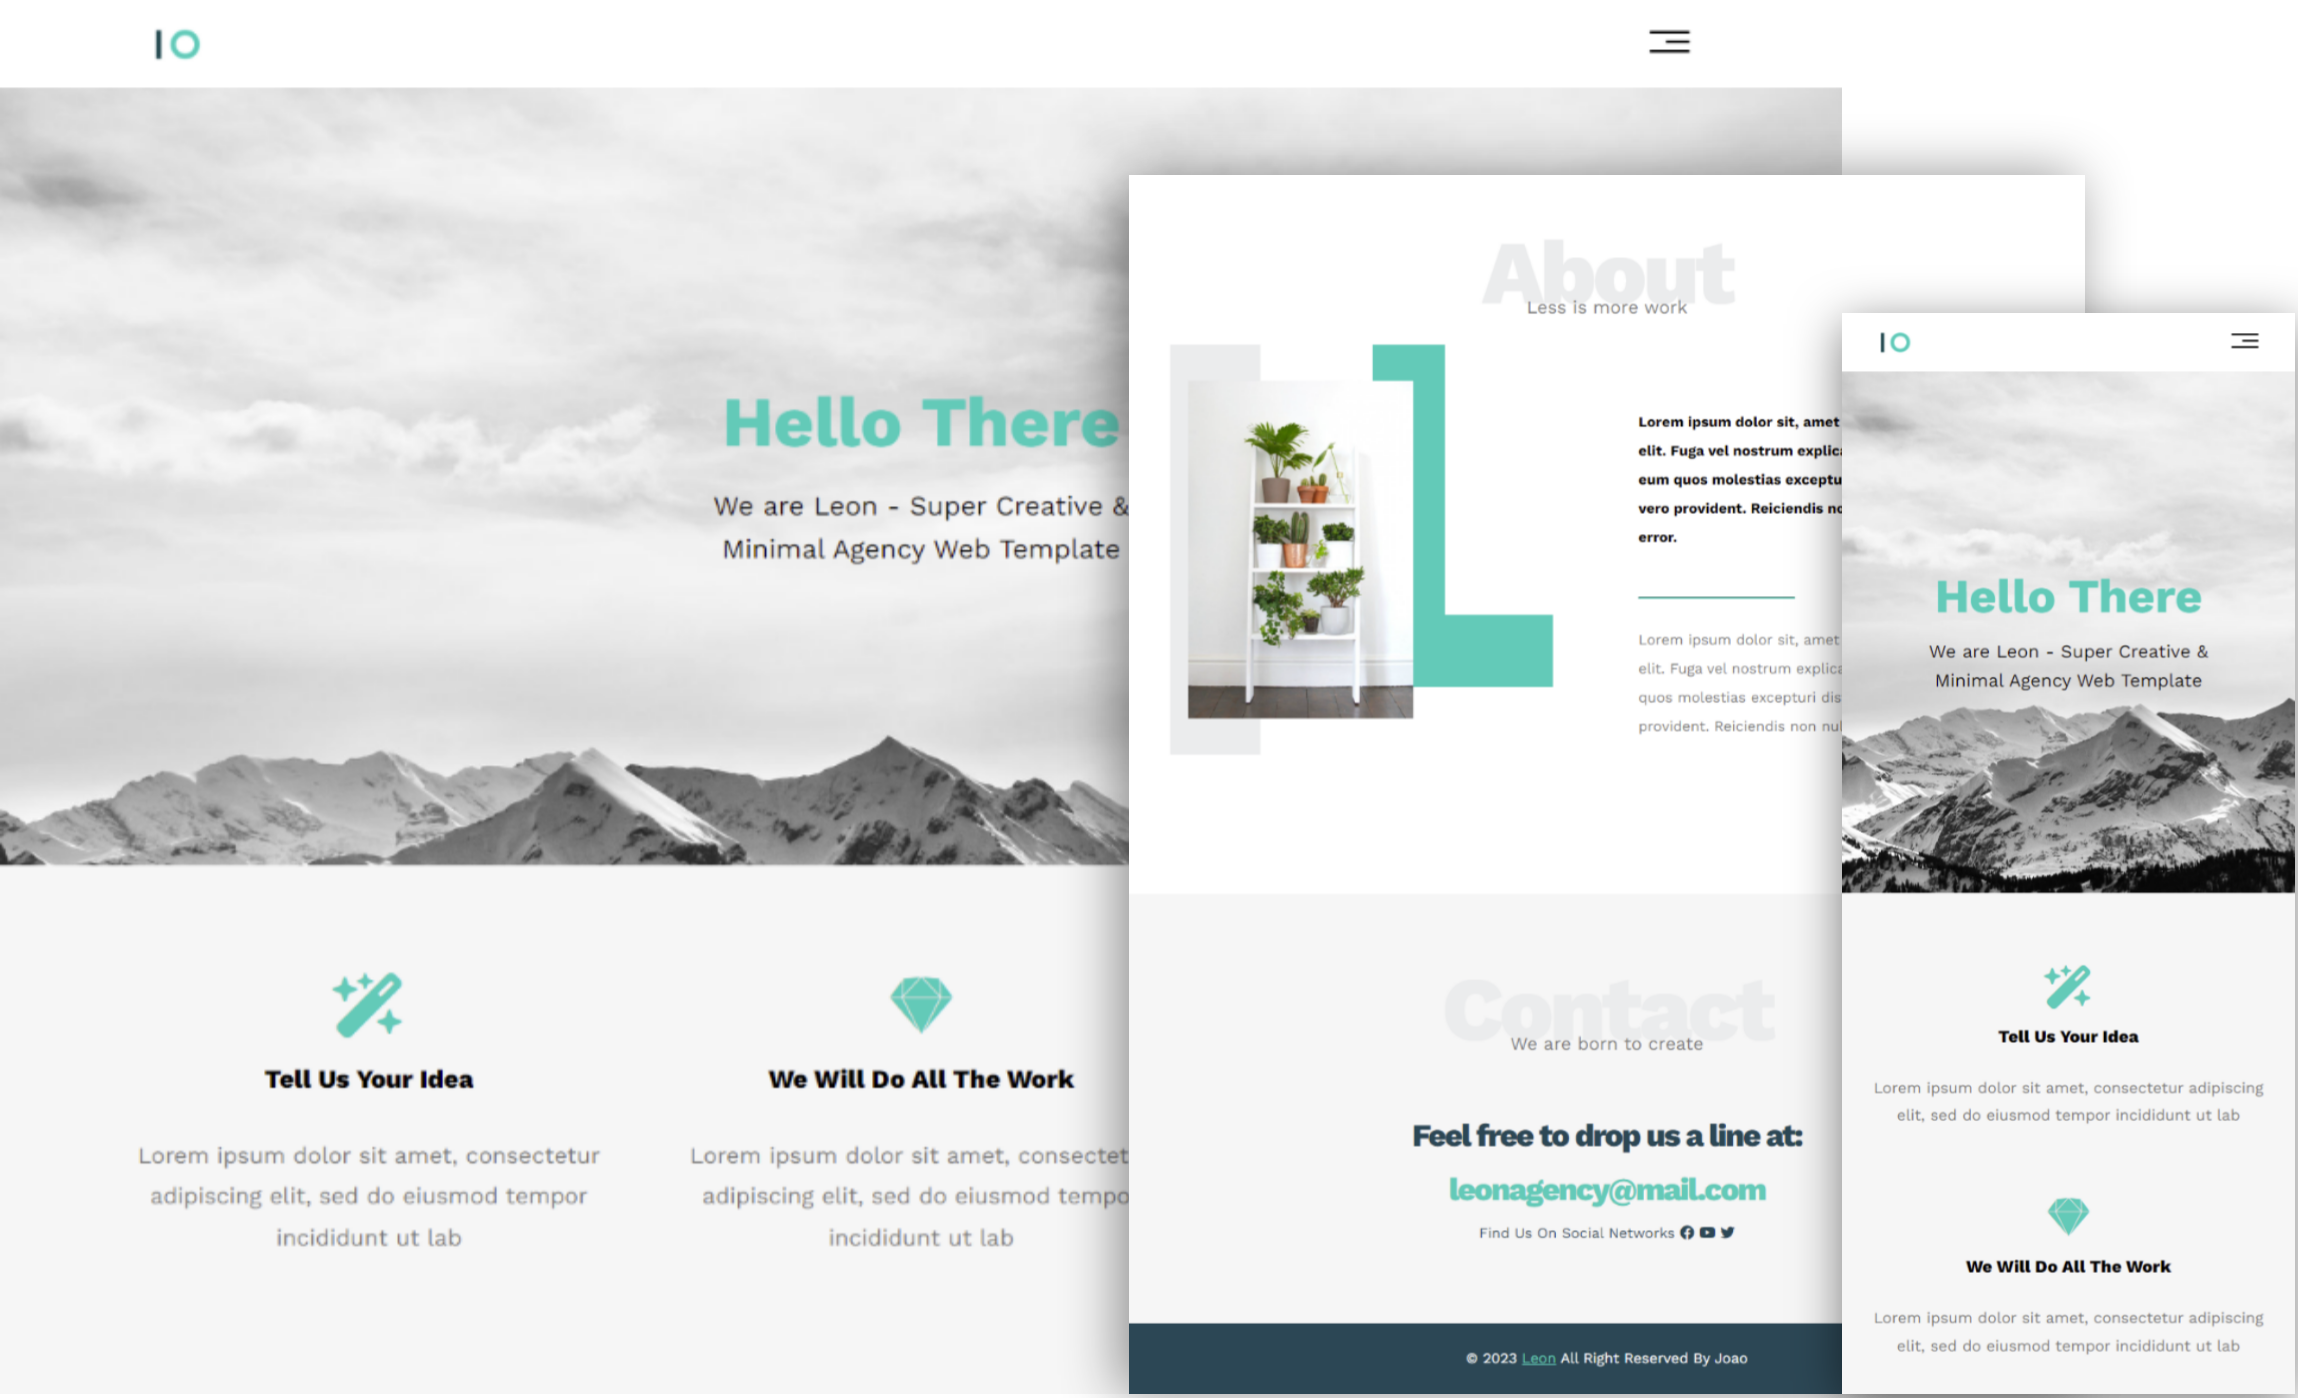 IO
Hello There
We are Leon - Super Creative &
Minimal Agency Web Template
Tell Us Your Idea
Lorem ipsum dolor sit amet, consectetur
adipiscing elit, sed do eiusmod tempor
incididunt ut lab
We Will Do All The Work
Lorem ipsum dolor sit amet,
adipiscing elit, sed do eiusmod
incididunt ut lab
About
Less is more work
Lorem ipsum dolor sit, amet
elit. Fuga vel nostrum
eum quos molestias
vero provident. Reiciendis
error.
Lorem ipsum dolor sit, amet
elit. Fuga vel nostrum
quos molestias excepturi
provident. Reiciendis non
Contact
We are born to create
Feel free to drop us a line at:
leonagency@mail.com
Find Us On Social Networks
© 2023 Leon All Right Reserved By Joao
IO
Hello There
We are Leon - Super Creative &
Minimal Agency Web Template
Tell Us Your Idea
Lorem ipsum dolor sit amet, consectetur adipiscing
elit, sed do eiusmod tempor incididunt ut lab
We Will Do All The Work
Lorem ipsum dolor sit amet, consectetur adipiscing
elit, sed do eiusmod tempor incididunt ut lab